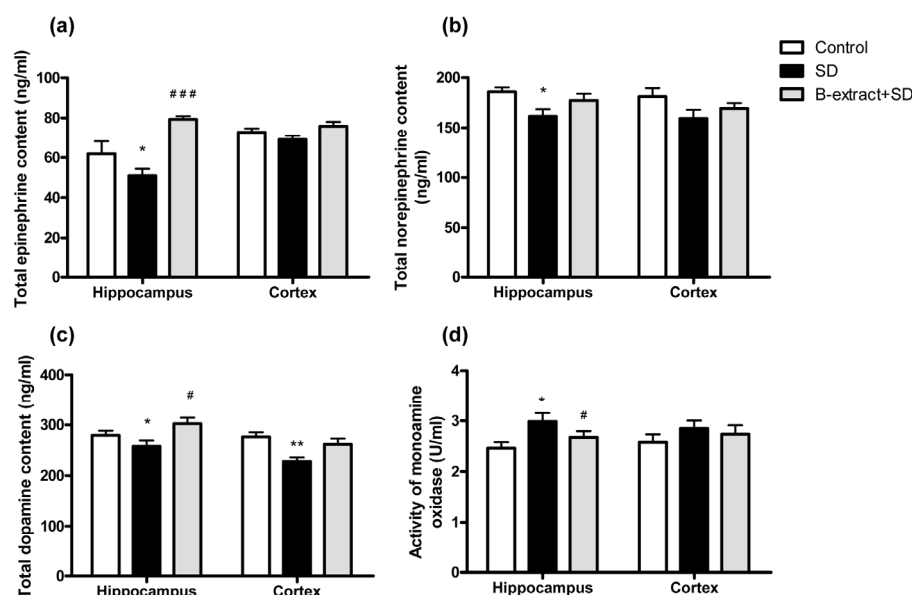 (a)
Total epinephrine content (ng/ml)
100
80
60
40
20
0
*
###
Hippocampus
Cortex
(b)
Total norepinephrine content
(ng/ml)
200
150
100
50
0
*
Hippocampus
Cortex
Control
SD
B-extract+SD
(c)
Total dopamine content (ng/ml)
400
300
200
100
0
*
#
**
Hippocampus
Cortex
(d)
Activity of monoamine
oxidase (U/ml)
4
3
2
1
0
*
#
Hippocampus
Cortex